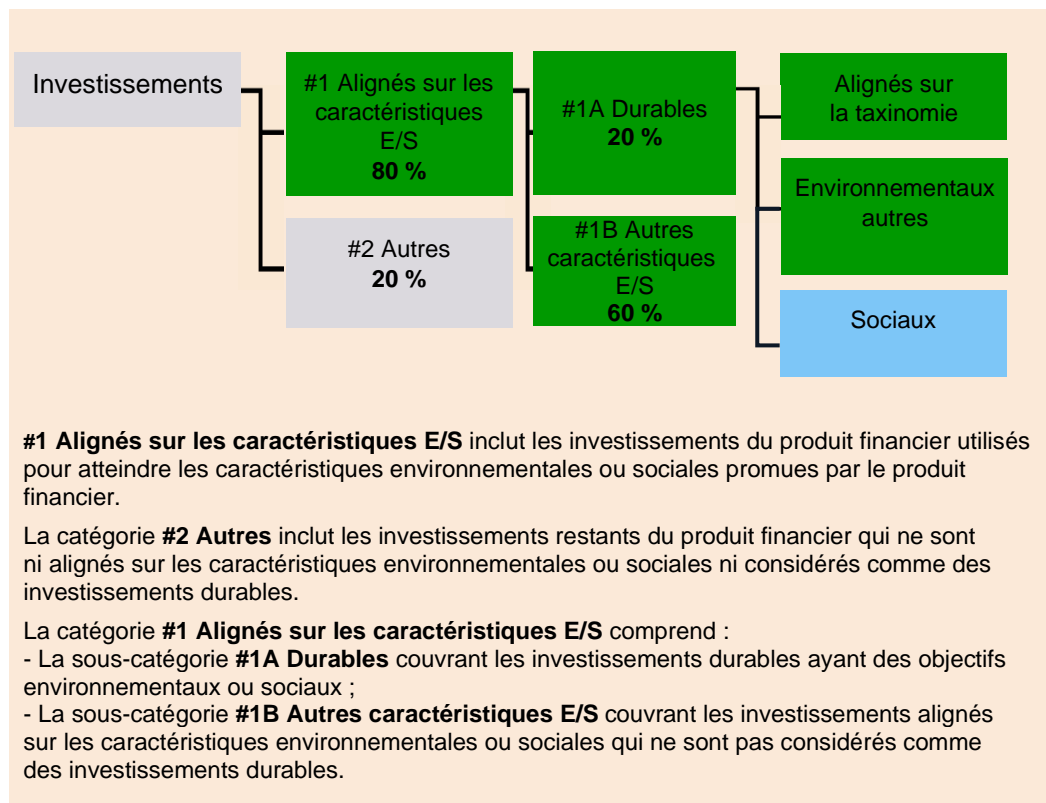 Investissements
#1 Alignés sur les
caractéristiques
E/S
80 %
#2 Autres
20 %
#1A Durables
20 %
#1B Autres
caractéristiques
E/S
60 %
Alignés sur
la taxinomie
Environnementaux
autres
Sociaux
#1 Alignés sur les caractéristiques E/S inclut les investissements du produit financier utilisés
pour atteindre les caractéristiques environnementales ou sociales promues par le produit
financier.
La catégorie #2 Autres inclut les investissements restants du produit financier qui ne sont
ni alignés sur les caractéristiques environnementales ou sociales ni considérés comme des
investissements durables.
La catégorie #1 Alignés sur les caractéristiques E/S comprend :
- La sous-catégorie #1A Durables couvrant les investissements durables ayant des objectifs
environnementaux ou sociaux ;
- La sous-catégorie #1B Autres caractéristiques E/S couvrant les investissements alignés
sur les caractéristiques environnementales ou sociales qui ne sont pas considérés comme
des investissements durables.